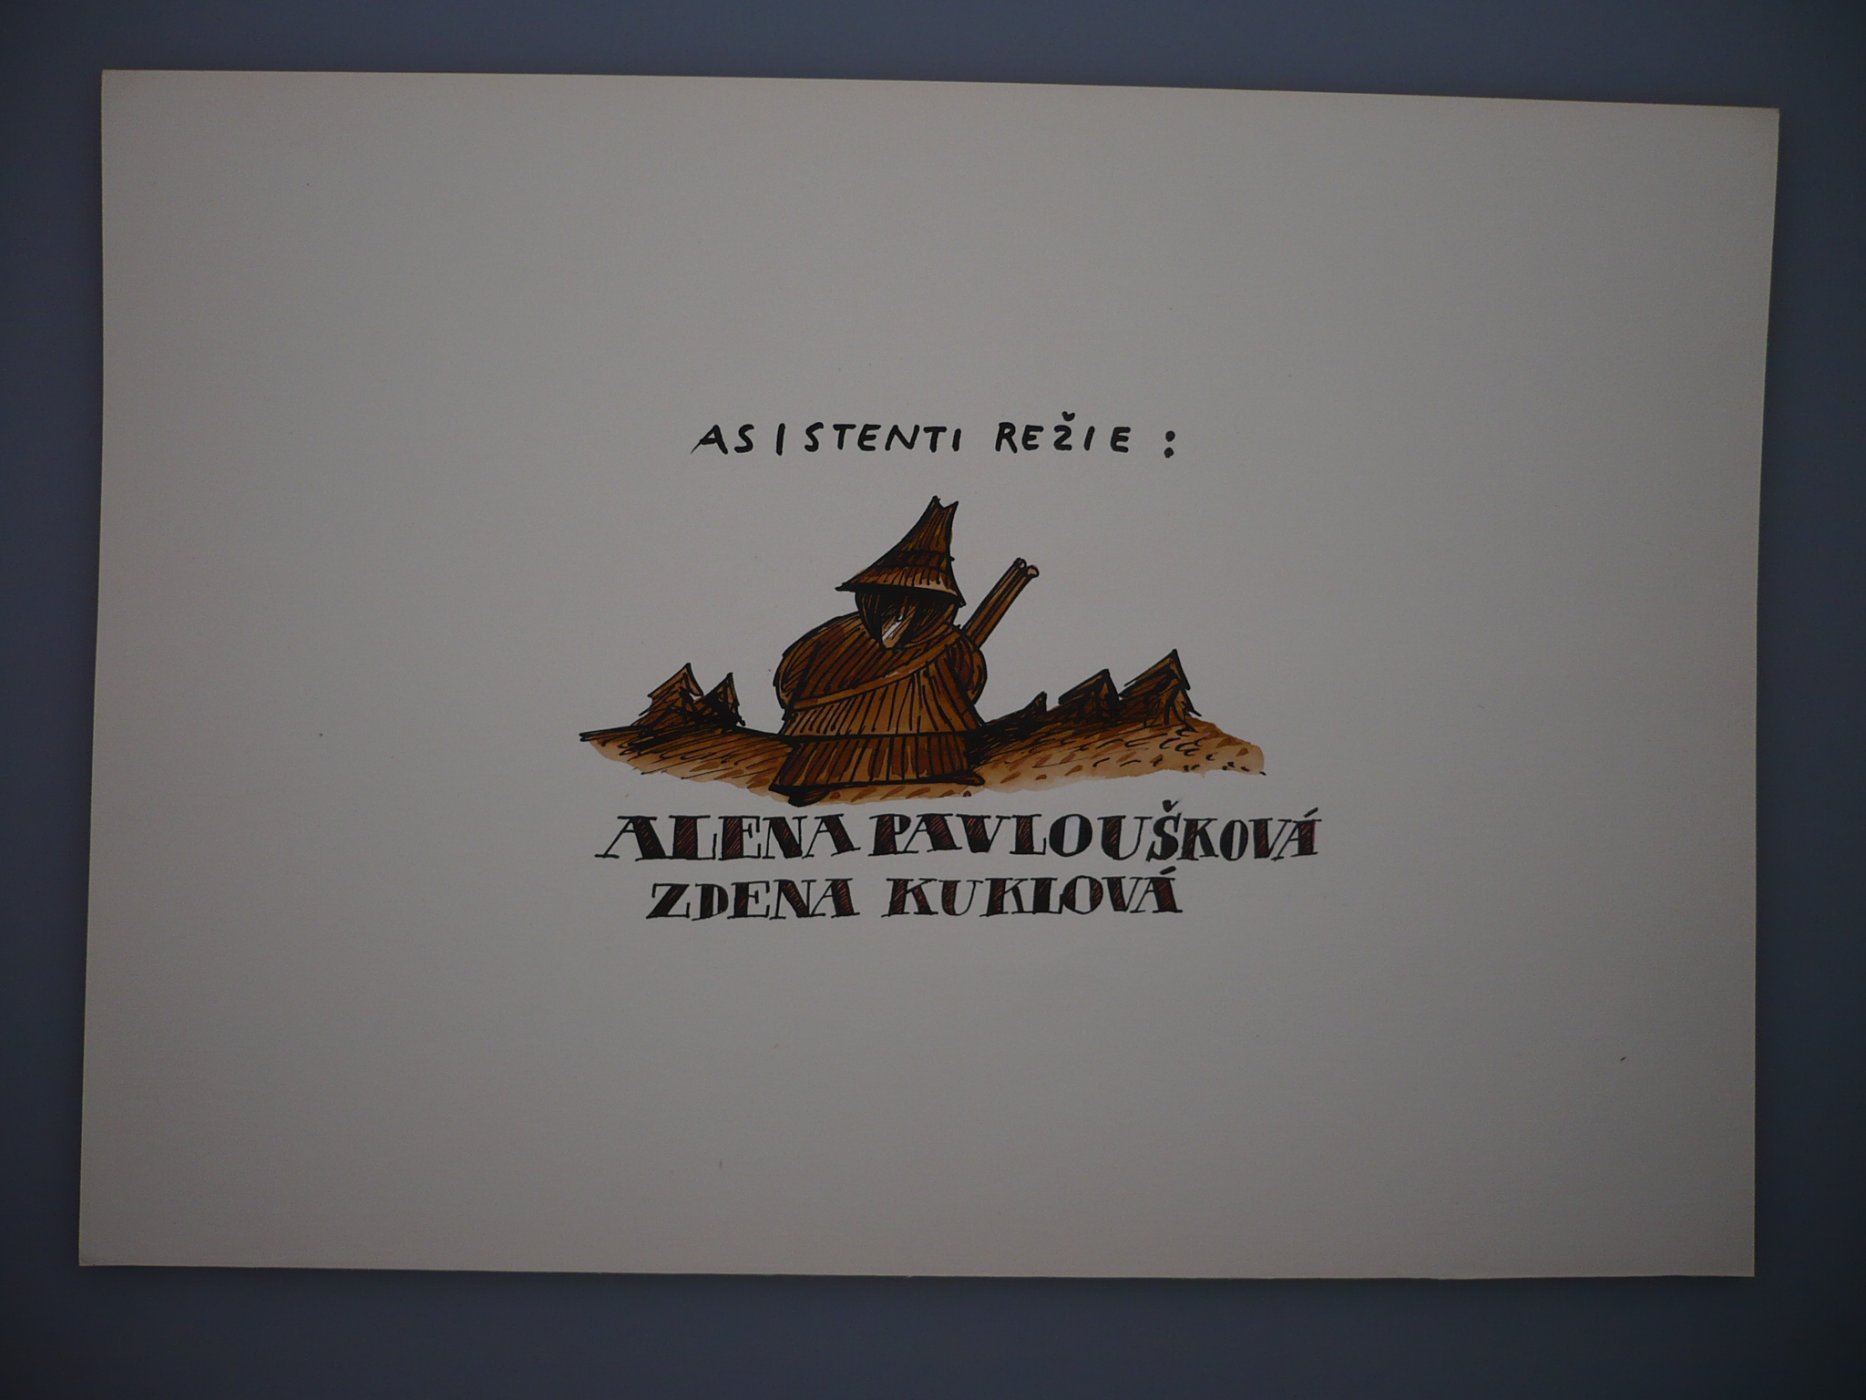 ASISTENTI REŽIE :
ALENA PAVLOUŠKOVÁ
ZDENA KUKLOVÁ